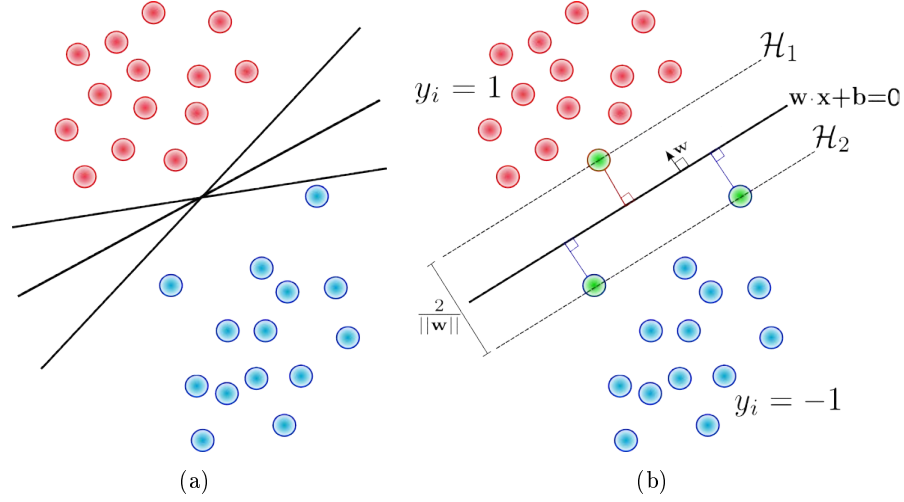 ℋ₁
yᵢ = 1
w·x+b=0
w
ℋ₂
2
||w||
yᵢ = −1
(a)
(b)